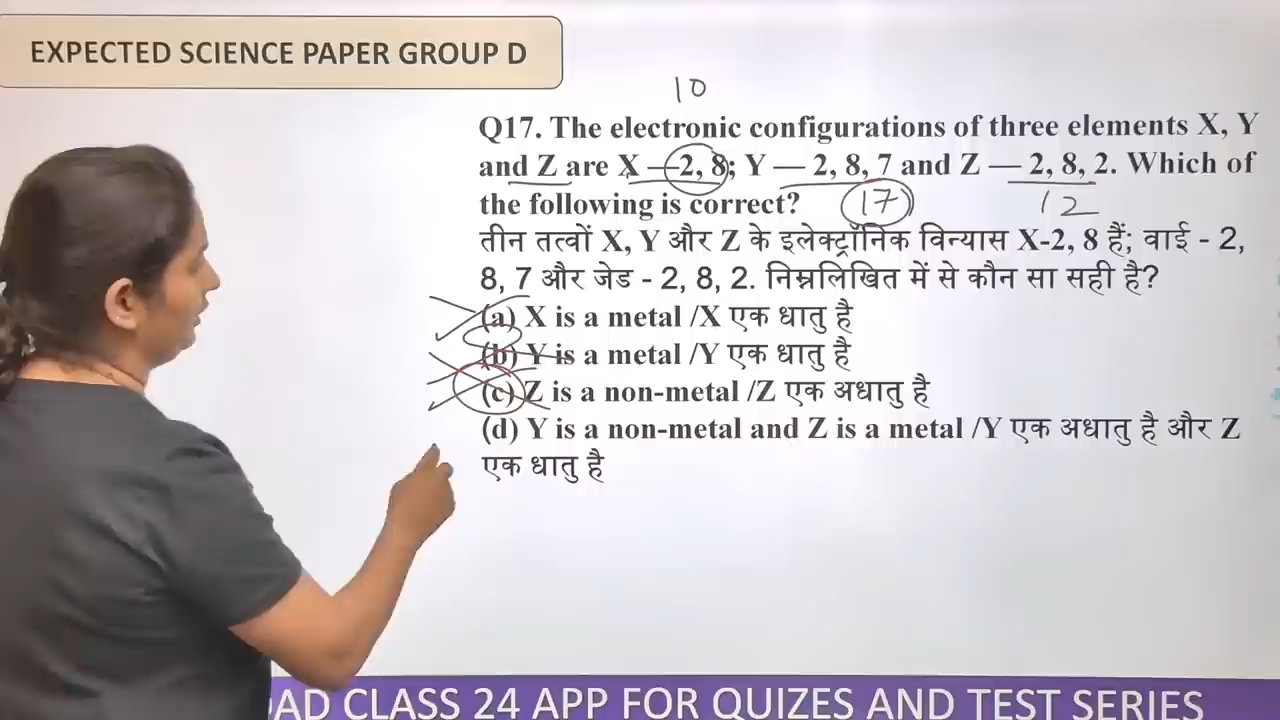 EXPECTED SCIENCE PAPER GROUP D
10
Q17. The electronic configurations of three elements X, Y
and Z are X — 2, 8; Y — 2, 8, 7 and Z — 2, 8, 2. Which of
the following is correct?
17
12
तीन तत्वों X, Y और Z के इलेक्ट्रॉनिक विन्यास X-2, 8 हैं; वाई - 2,
8, 7 और जेड - 2, 8, 2. निम्नलिखित में से कौन सा सही है?
(a) X is a metal /X एक धातु है
(b) Y is a metal /Y एक धातु है
(c) Z is a non-metal /Z एक अधातु है
(d) Y is a non-metal and Z is a metal /Y एक अधातु है और Z
एक धातु है
AD CLASS 24 APP FOR QUIZES AND TEST SERIES